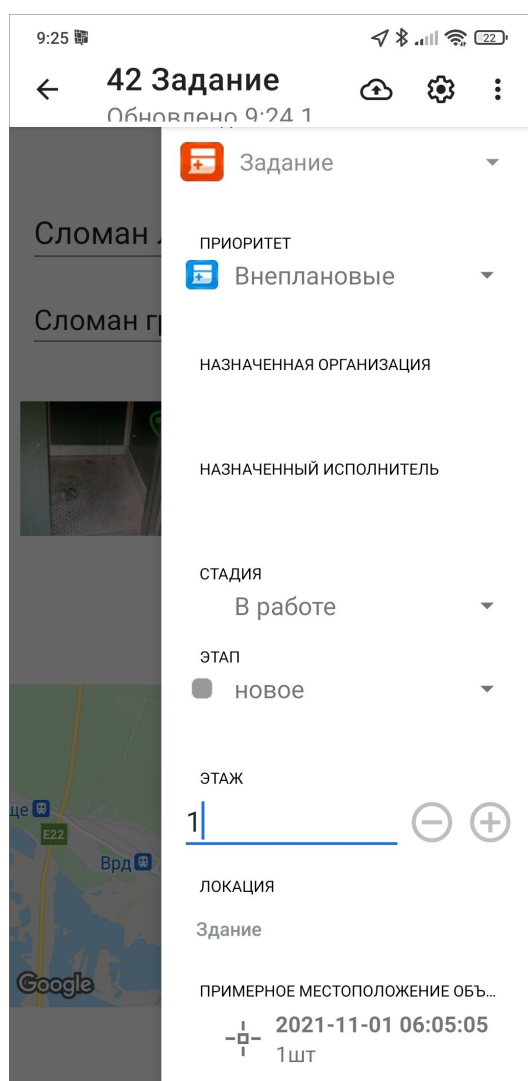 9:25
22
42 Задание
Обновлено 9:24 1
Задание
Сломан
ПРИОРИТЕТ
Внеплановые
Сломан
НАЗНАЧЕННАЯ ОРГАНИЗАЦИЯ
НАЗНАЧЕННЫЙ ИСПОЛНИТЕЛЬ
СТАДИЯ
В работе
ЭТАП
новое
ЭТАЖ
1
ще
E22
Врд
ЛОКАЦИЯ
Здание
Google
ПРИМЕРНОЕ МЕСТОПОЛОЖЕНИЕ ОБЪ...
2021-11-01 06:05:05
1шт